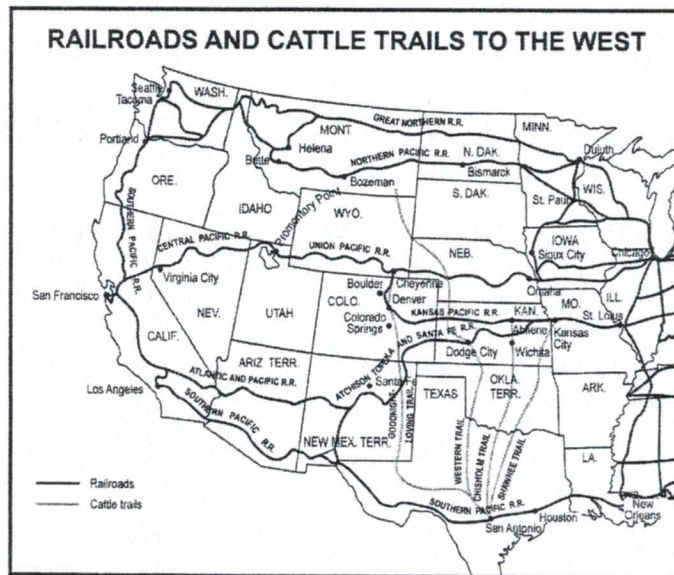 RAILROADS AND CATTLE TRAILS TO THE WEST
Seattle
Tacoma
WASH.
Portland
MONT.
GREAT NORTHERN R.R.
MINN.
Helena
Butte
NORTHERN PACIFIC R.R.
N. DAK.
Duluth
Bozeman
Bismarck
ORE.
IDAHO
Promontory Point
WYO.
S. DAK.
St. Paul
WIS.
SOUTHERN PACIFIC R.R.
CENTRAL PACIFIC R.R.
UNION PACIFIC R.R.
NEB.
IOWA
Sioux City
Chicago
Virginia City
Boulder
Cheyenne
Omaha
San Francisco
NEV.
UTAH
COLO.
Denver
Colorado
Springs
KANSAS PACIFIC R.R.
KAN.
MO.
ILL.
St. Lolus
Abilene
Kansas
City
CALIF.
ATCHISON TOPEKA AND SANTA FE R.R.
Dodge City
Wichita
ARIZ TERR.
ATLANTIC AND PACIFIC R.R.
Los Angeles
Santa Fe
GOODNIGHT
LOVING TRAIL
TEXAS
OKLA.
TERR.
ARK.
SOUTHERN PACIFIC R.R.
NEW MEX. TERR.
WESTERN TRAIL
CHISHOLM TRAIL
SHAWNEE TRAIL
LA.
Railroads
Cattle trails
SOUTHERN PACIFIC R.R.
San Antonio
Houston
New
Orleans